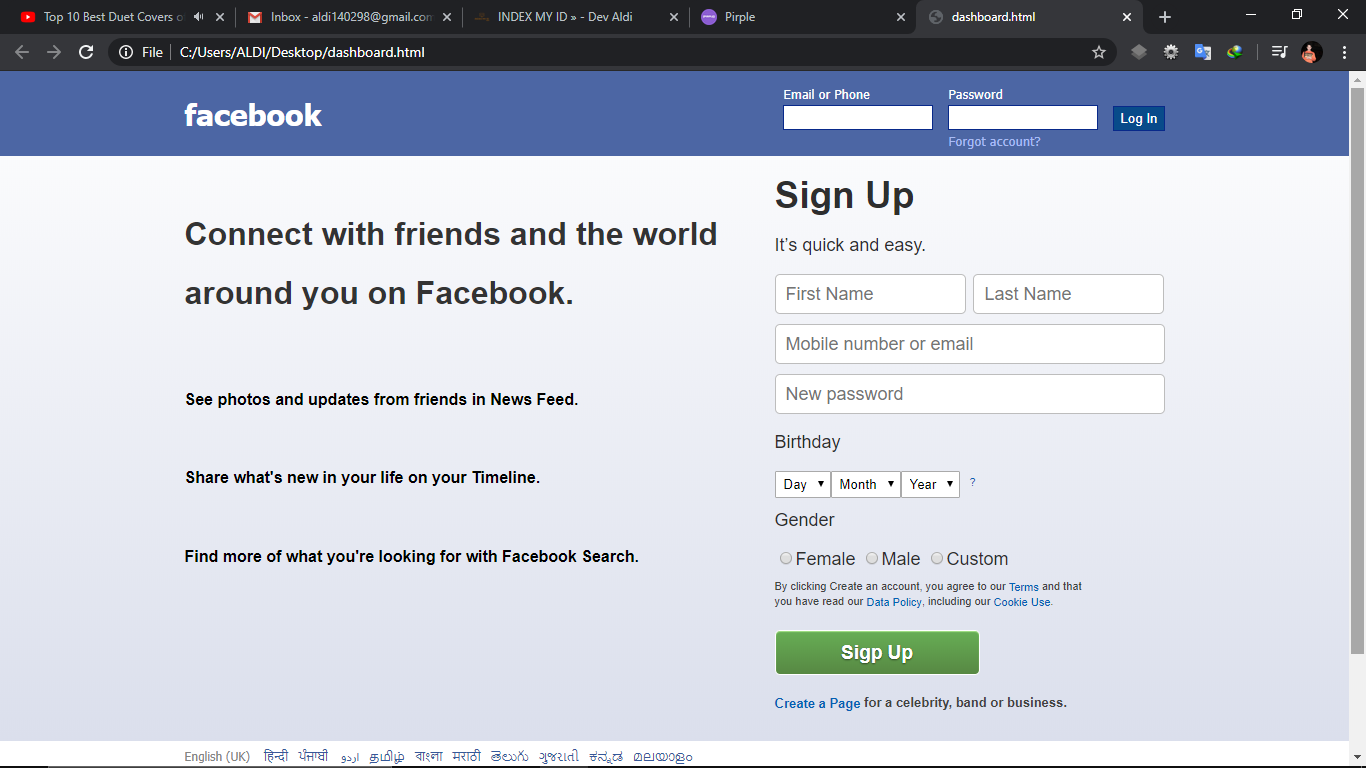 Top 10 Best Duet Covers o
Inbox - aldi140298@gmail.com
INDEX MY ID » - Dev Aldi
Pirple
dashboard.html
File
C:/Users/ALDI/Desktop/dashboard.html
facebook
Email or Phone
Password
Log In
Forgot account?
Connect with friends and the world
around you on Facebook.
See photos and updates from friends in News Feed.
Share what's new in your life on your Timeline.
Find more of what you're looking for with Facebook Search.
Sign Up
It's quick and easy.
First Name
Last Name
Mobile number or email
New password
Birthday
Day Month Year ?
Gender
Female Male Custom
By clicking Create an account, you agree to our Terms and that
you have read our Data Policy, including our Cookie Use.
Sigp Up
Create a Page for a celebrity, band or business.
English (UK) हिन्दी ਪੰਜਾਬੀ اردو தமிழ் বাংলা मराठी తెలుగు ગુજરાતી ಕನ್ನಡ മലയാളം